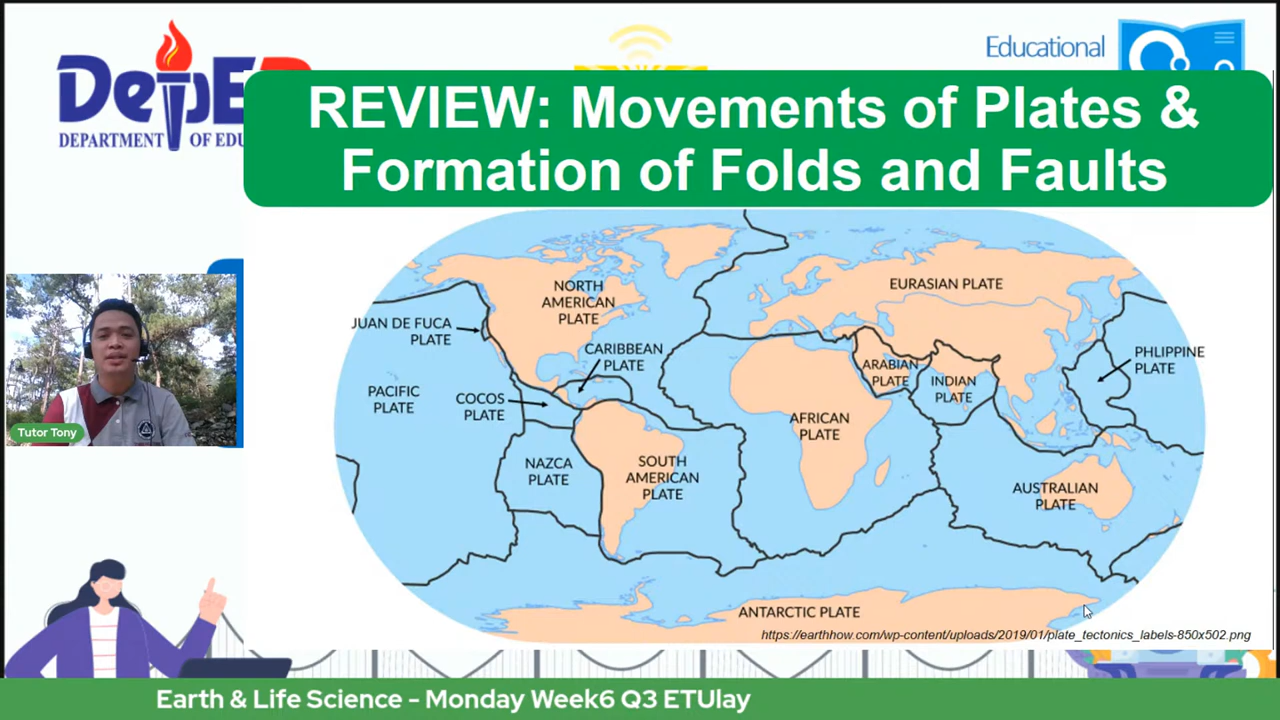 DepE
DEPARTMENT OF EDU
Educational
REVIEW: Movements of Plates &
Formation of Folds and Faults
NORTH
AMERICAN
PLATE
EURASIAN PLATE
JUAN DE FUCA
PLATE
CARIBBEAN
PLATE
PHLIPPINE
PLATE
ARABIAN
PLATE
INDIAN
PLATE
PACIFIC
PLATE
COCOS
PLATE
AFRICAN
PLATE
Tutor Tony
NAZCA
PLATE
SOUTH
AMERICAN
PLATE
AUSTRALIAN
PLATE
ANTARCTIC PLATE
https://earthhow.com/wp-content/uploads/2019/01/plate_tectonics_labels-850x502.png
Earth & Life Science - Monday Week6 Q3 ETUlay